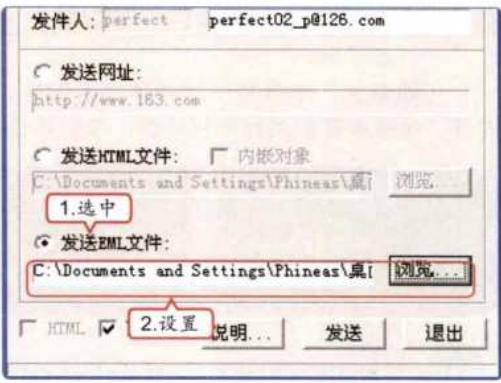 发件人: perfect perfect02_p@126.com
发送网址:
http://www.163.com
发送HTML文件: 内嵌对象
C:\Documents and Settings\Phineas\桌[ 浏览...
1.选中
发送EML文件:
C:\Documents and Settings\Phineas\桌[ 浏览...
HTML 2.设置 说明... 发送 退出